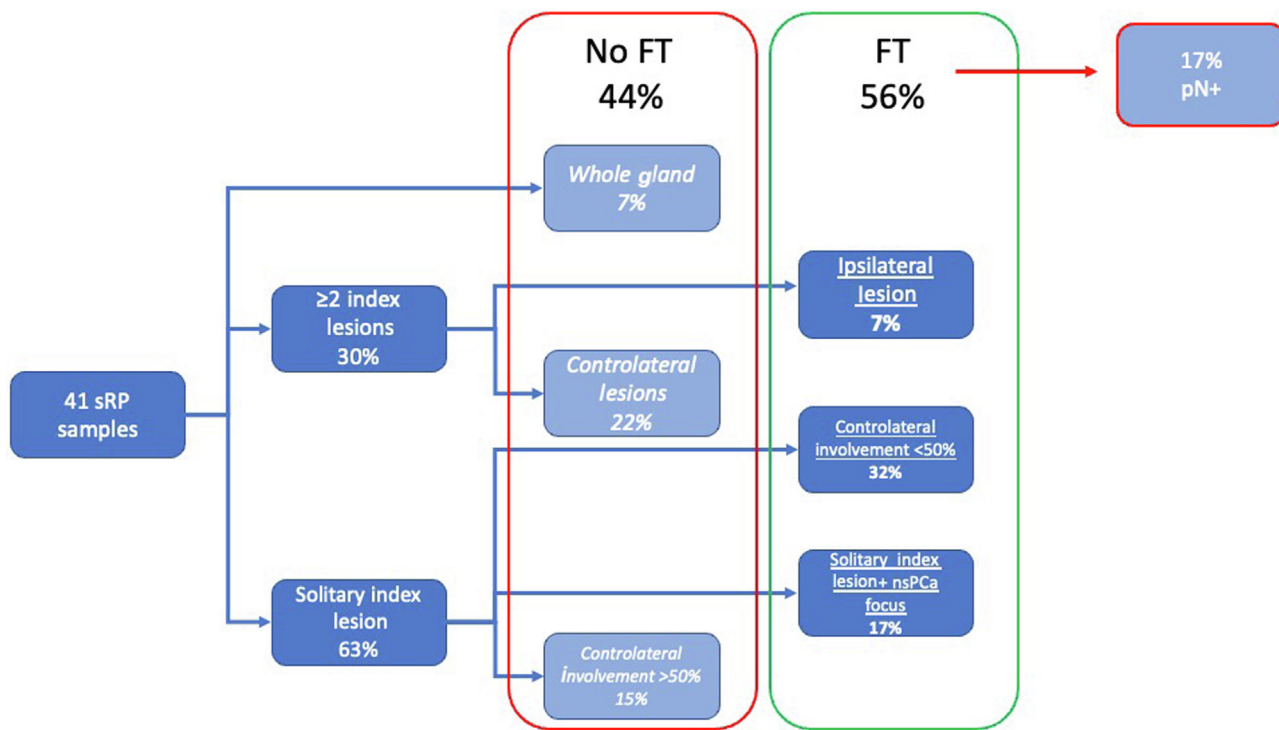 No FT
44%
FT
56%
17%
pN+
Whole gland
7%
Ipsilateral
lesion
7%
≥2 index
lesions
30%
Controlateral
lesions
22%
41 sRP
samples
Controlateral
involvement <50%
32%
Solitary index
lesion+ nsPCa
focus
17%
Solitary index
lesion
63%
Controlateral
involvement >50%
15%